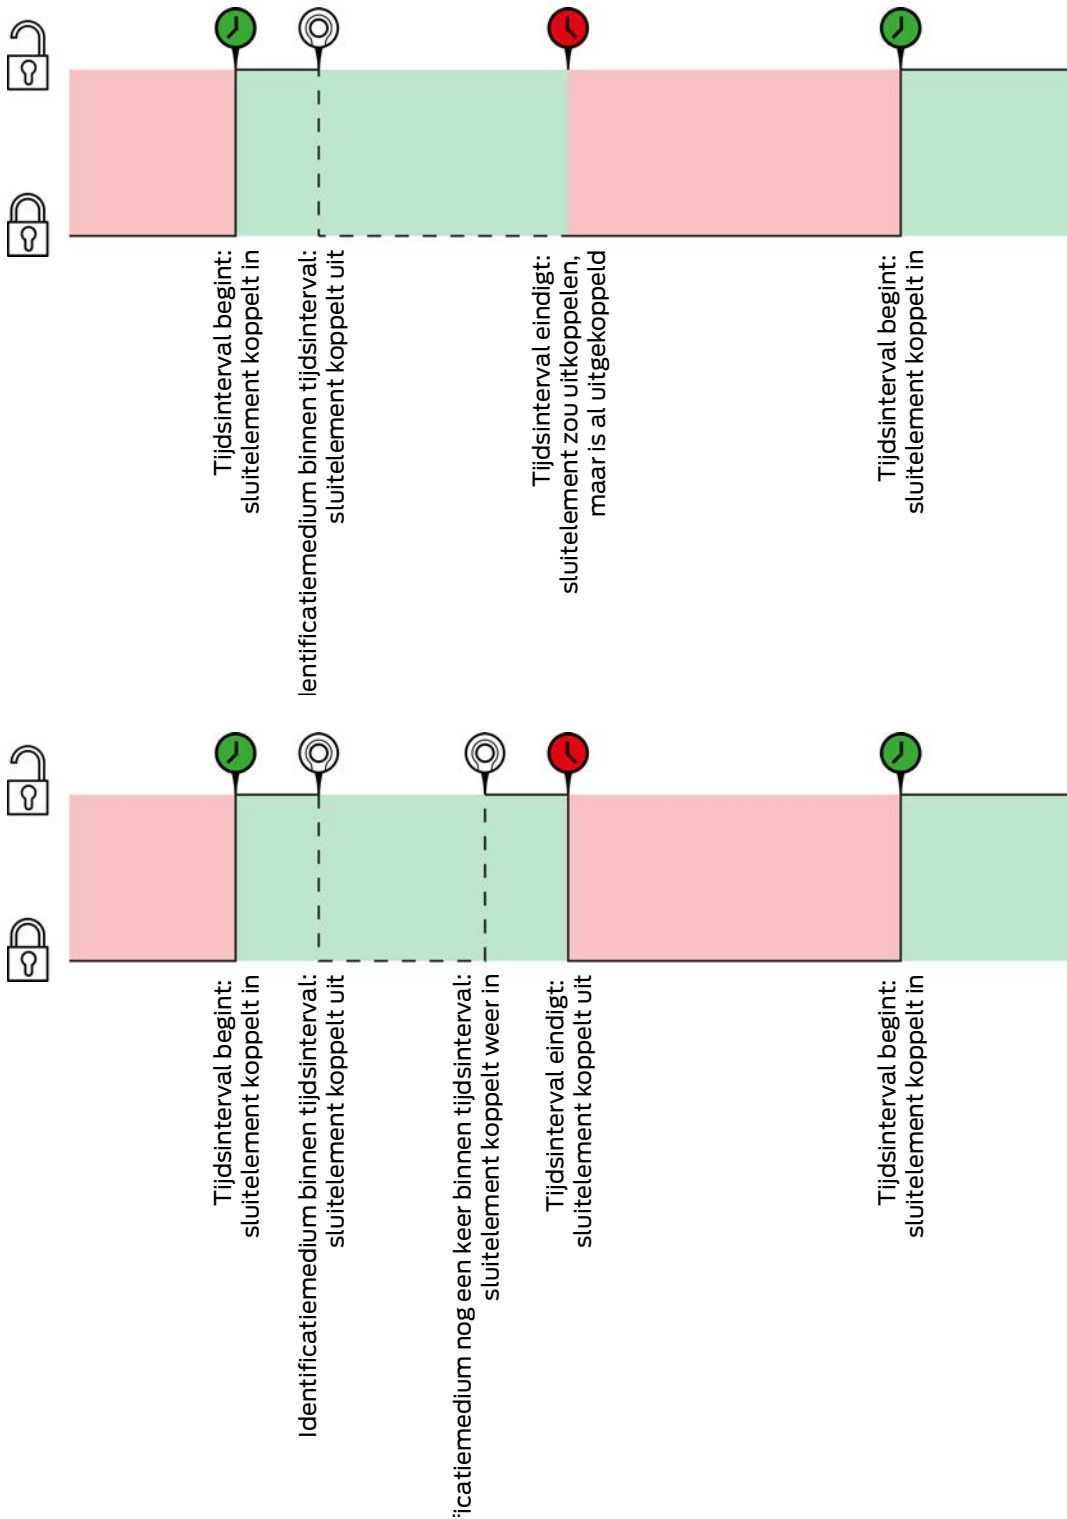 Tijdsinterval begint:
sluitelement koppelt in
Identificatiemedium binnen tijdsinterval:
sluitelement koppelt uit
Tijdsinterval eindigt:
sluitelement zou uitkoppelen,
maar is al uitgekoppeld
Tijdsinterval begint:
sluitelement koppelt in
Tijdsinterval begint:
sluitelement koppelt in
Identificatiemedium binnen tijdsinterval:
sluitelement koppelt uit
ficatiemedium nog een keer binnen tijdsinterval:
sluitelement koppelt weer in
Tijdsinterval eindigt:
sluitelement koppelt uit
Tijdsinterval begint:
sluitelement koppelt in